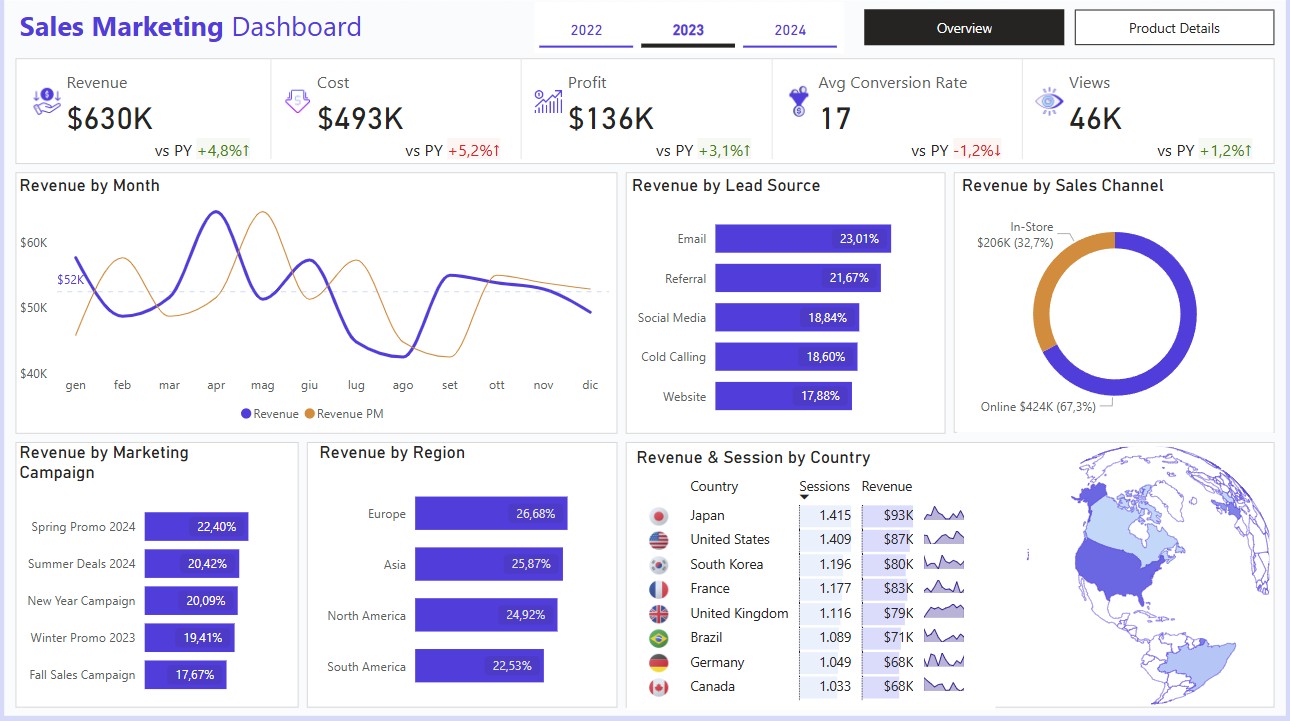 Sales Marketing Dashboard
2022
2023
2024
Overview
Product Details
Revenue
$630K
vs PY +4,8%↑
Cost
$493K
vs PY +5,2%↑
Profit
$136K
vs PY +3,1%↑
Avg Conversion Rate
17
vs PY -1,2%↓
Views
46K
vs PY +1,2%↑
Revenue by Month
$60K
$52K
$50K
$40K
gen feb mar apr mag giu lug ago set ott nov dic
Revenue Revenue PM
Revenue by Lead Source
Email 23,01%
Referral 21,67%
Social Media 18,84%
Cold Calling 18,60%
Website 17,88%
Revenue by Sales Channel
In-Store
$206K (32,7%)
Online $424K (67,3%)
Revenue by Marketing
Campaign
Spring Promo 2024 22,40%
Summer Deals 2024 20,42%
New Year Campaign 20,09%
Winter Promo 2023 19,41%
Fall Sales Campaign 17,67%
Revenue by Region
Europe 26,68%
Asia 25,87%
North America 24,92%
South America 22,53%
Revenue & Session by Country
Country Sessions Revenue
Japan 1.415 $93K
United States 1.409 $87K
South Korea 1.196 $80K
France 1.177 $83K
United Kingdom 1.116 $79K
Brazil 1.089 $71K
Germany 1.049 $68K
Canada 1.033 $68K